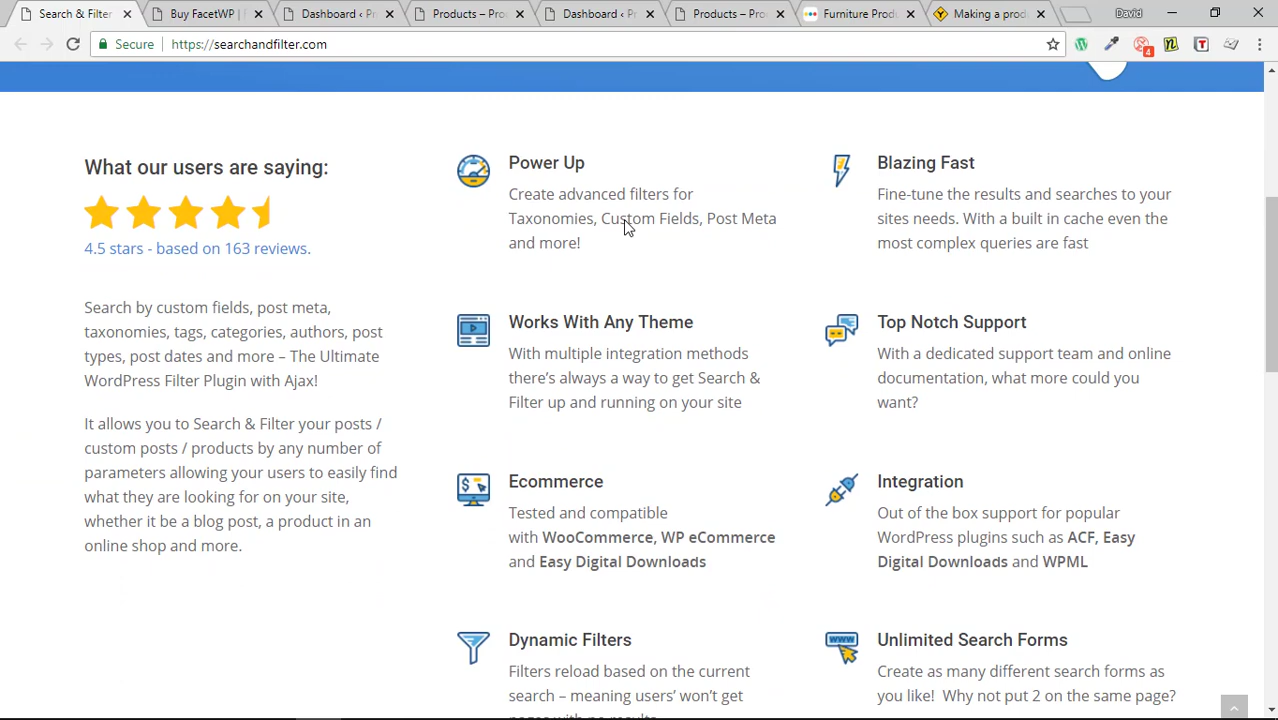 Search & Filter
Buy FacetWP |
Dashboard ‹ Pr
Products – Pro
Dashboard ‹ P
Products – Pro
Furniture Prod
Making a prod
David
Secure
https://searchandfilter.com
4
What our users are saying:
4.5 stars - based on 163 reviews.
Search by custom fields, post meta,
taxonomies, tags, categories, authors, post
types, post dates and more – The Ultimate
WordPress Filter Plugin with Ajax!
It allows you to Search & Filter your posts /
custom posts / products by any number of
parameters allowing your users to easily find
what they are looking for on your site,
whether it be a blog post, a product in an
online shop and more.
Power Up
Create advanced filters for
Taxonomies, Custom Fields, Post Meta
and more!
Blazing Fast
Fine-tune the results and searches to your
sites needs. With a built in cache even the
most complex queries are fast
Works With Any Theme
With multiple integration methods
there's always a way to get Search &
Filter up and running on your site
Top Notch Support
With a dedicated support team and online
documentation, what more could you
want?
Ecommerce
Tested and compatible
with WooCommerce, WP eCommerce
and Easy Digital Downloads
Integration
Out of the box support for popular
WordPress plugins such as ACF, Easy
Digital Downloads and WPML
Dynamic Filters
Filters reload based on the current
search – meaning users' won't get
pages with no results
Unlimited Search Forms
Create as many different search forms as
you like! Why not put 2 on the same page?